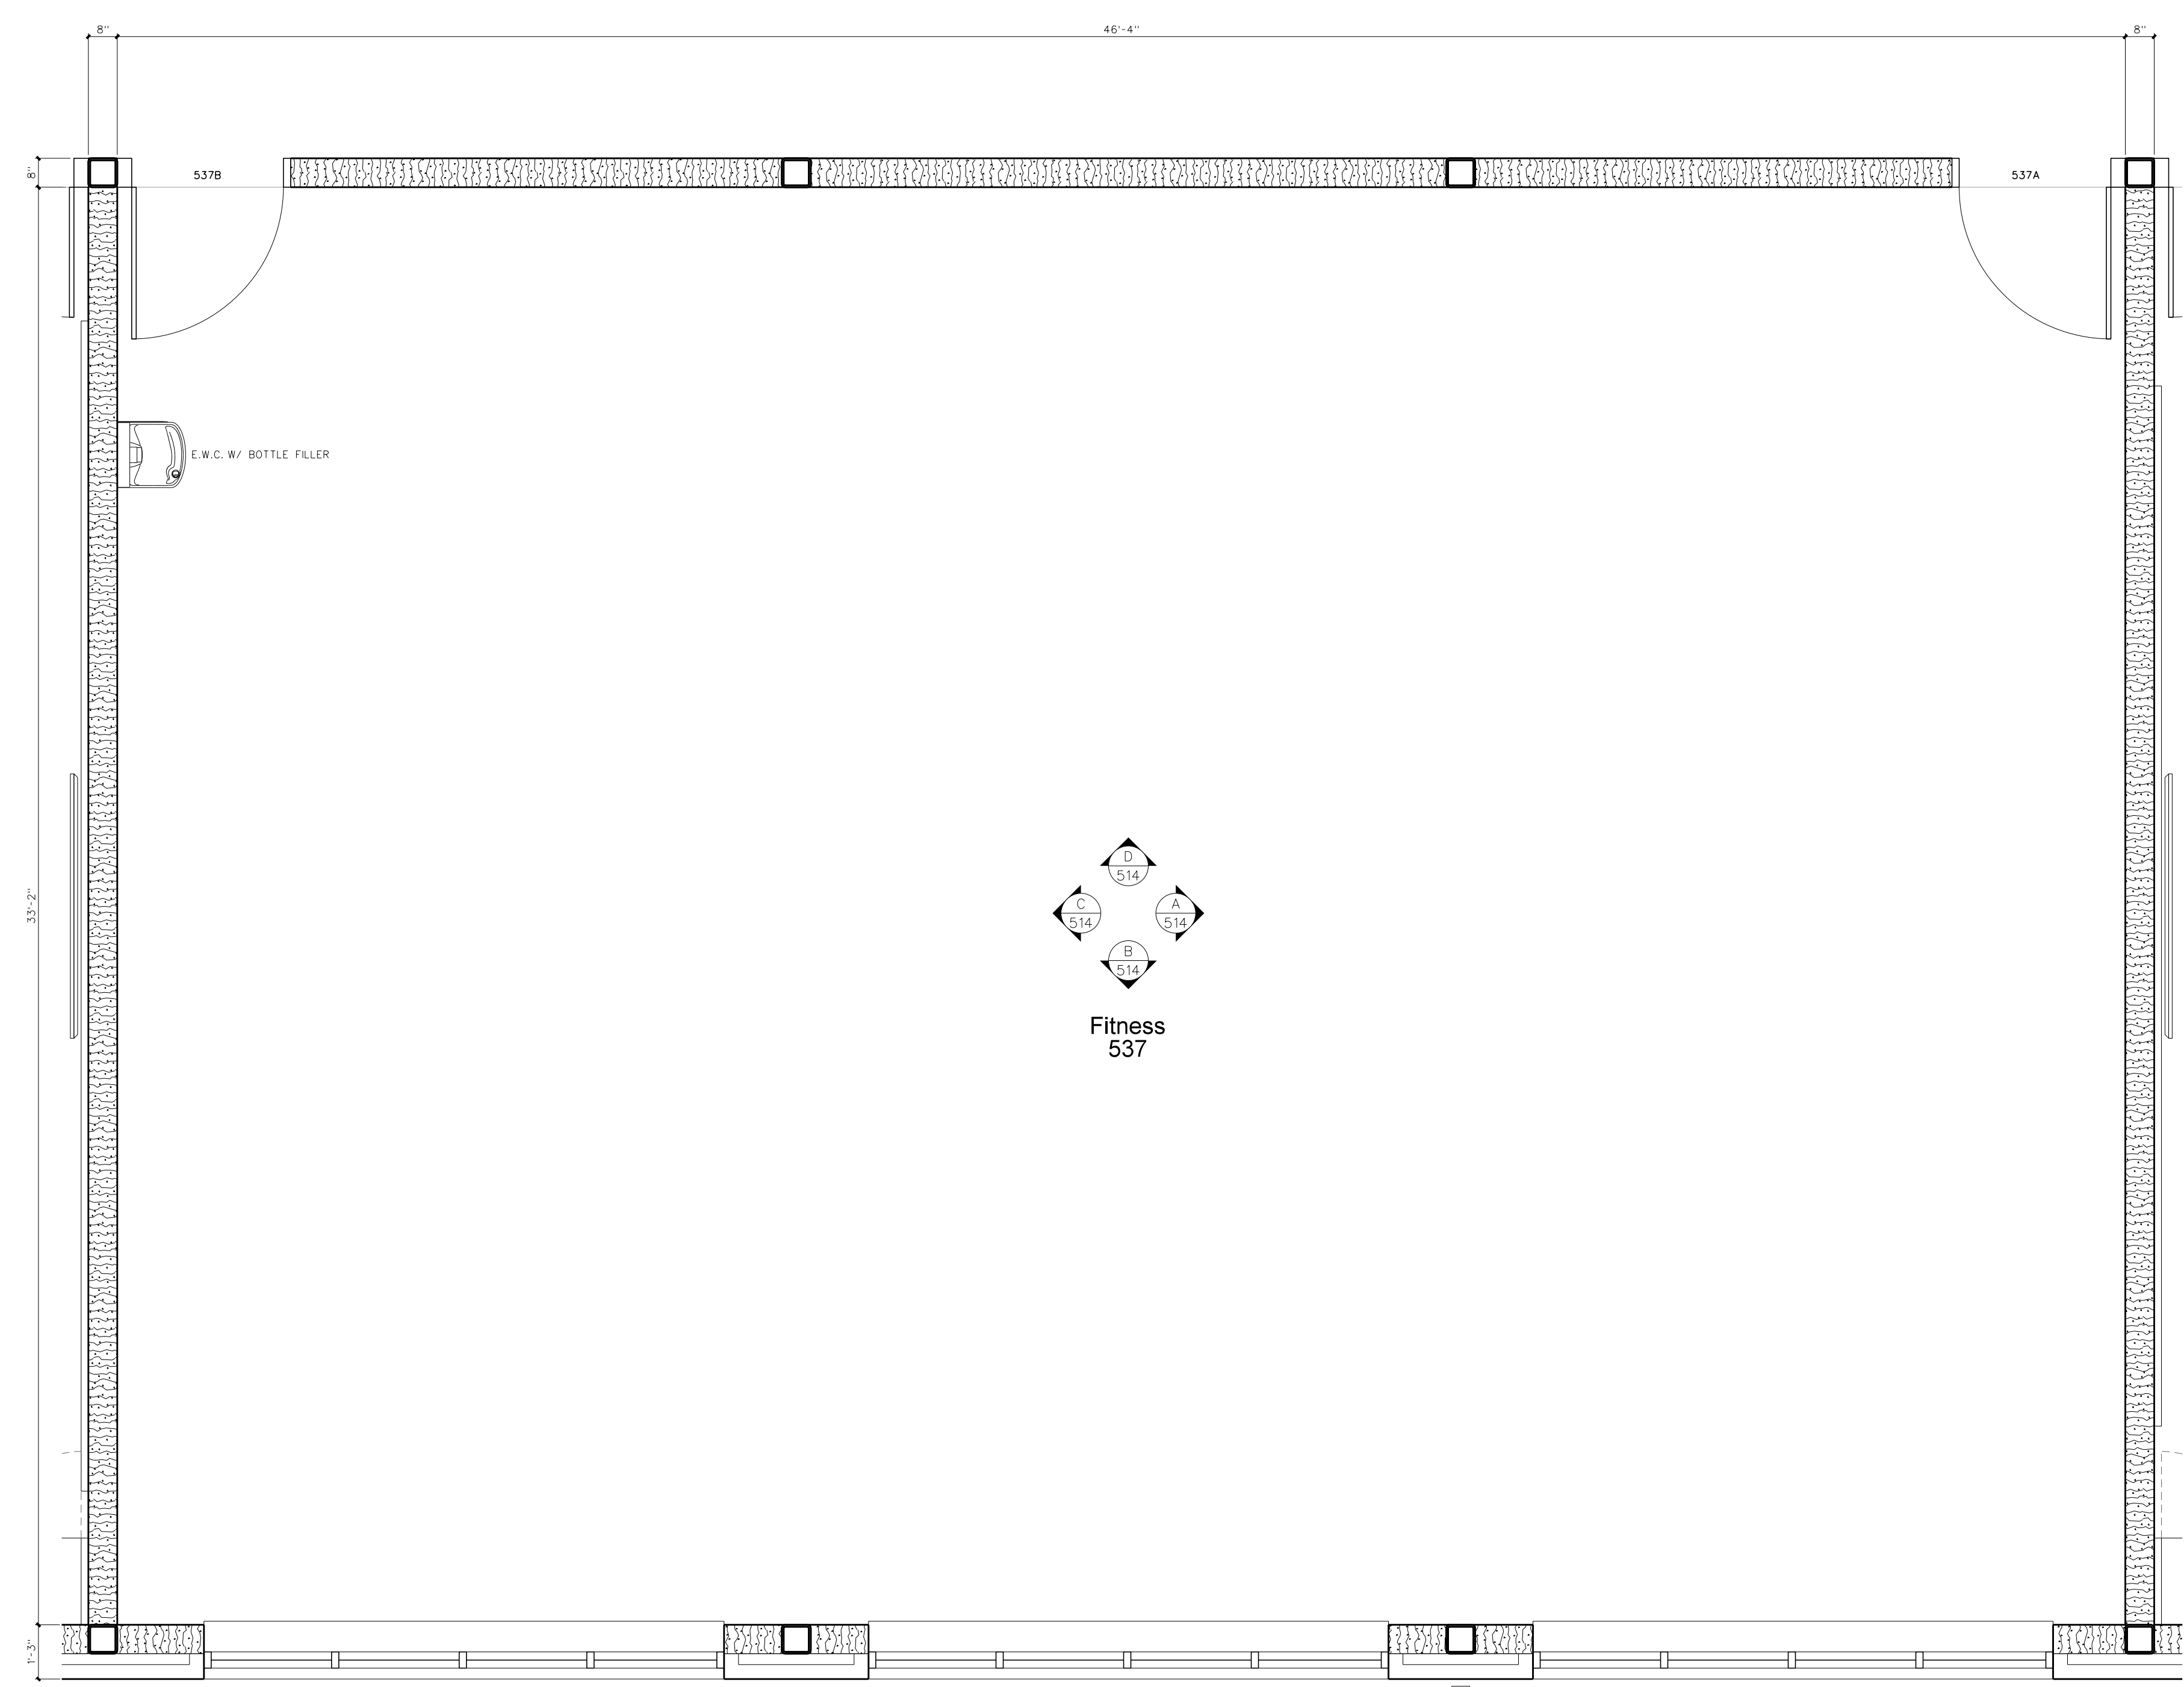 8"
46'-4"
8"
8"
537B
537A
E.W.C. W/ BOTTLE FILLER
D
514
C
514
A
514
33'-2"
B
514
Fitness
537
1'-3"